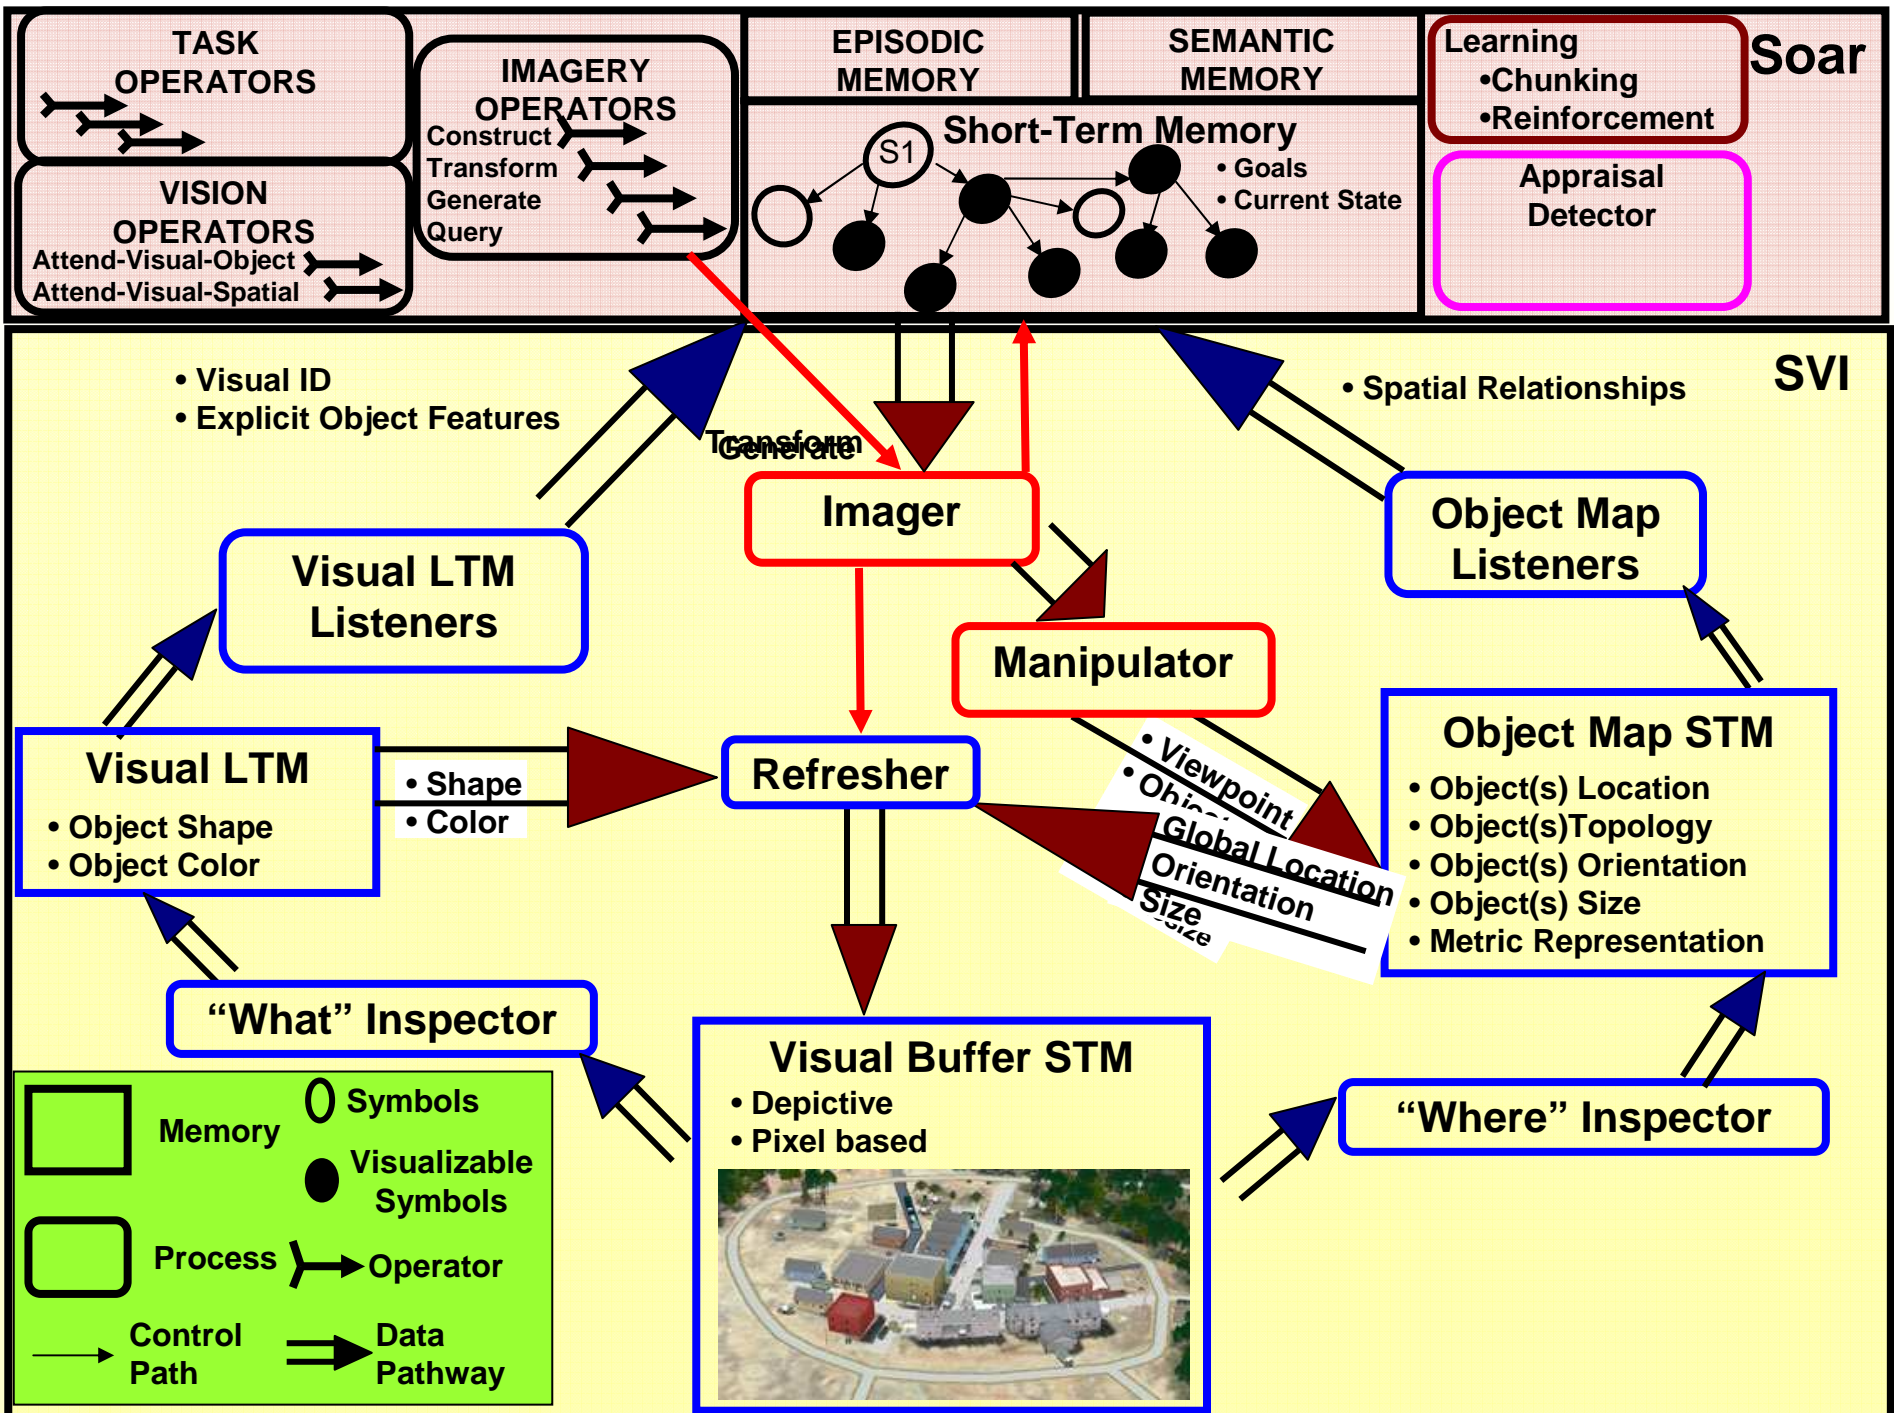 TASK
OPERATORS
IMAGERY
OPERATORS
Construct
Transform
Generate
Query
VISION
OPERATORS
Attend-Visual-Object
Attend-Visual-Spatial
EPISODIC
MEMORY
SEMANTIC
MEMORY
Short-Term Memory
S1
• Goals
• Current State
Learning
•Chunking
•Reinforcement
Soar
Appraisal
Detector
SVI
• Visual ID
• Explicit Object Features
• Spatial Relationships
Transform
Generate
Imager
Object Map
Listeners
Visual LTM
Listeners
Manipulator
Visual LTM
• Object Shape
• Object Color
• Shape
• Color
Refresher
• Viewpoint
Global Location
Orientation
Size
size
Object Map STM
• Object(s) Location
• Object(s)Topology
• Object(s) Orientation
• Object(s) Size
• Metric Representation
“What” Inspector
Visual Buffer STM
• Depictive
• Pixel based
“Where” Inspector
Memory
Symbols
Visualizable
Symbols
Process
Operator
Control
Path
Data
Pathway